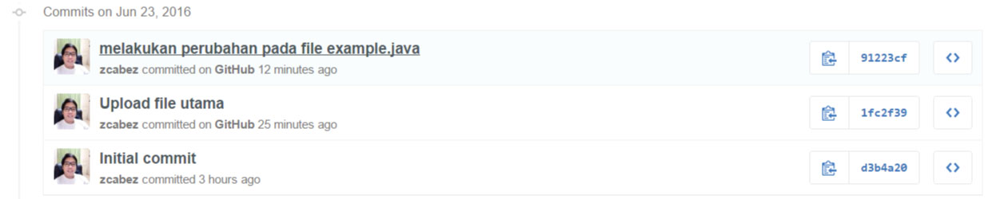 Commits on Jun 23, 2016
melakukan perubahan pada file example.java
zcabez committed on GitHub 12 minutes ago
91223cf
Upload file utama
zcabez committed on GitHub 25 minutes ago
1fc2f39
Initial commit
zcabez committed 3 hours ago
d3b4a20